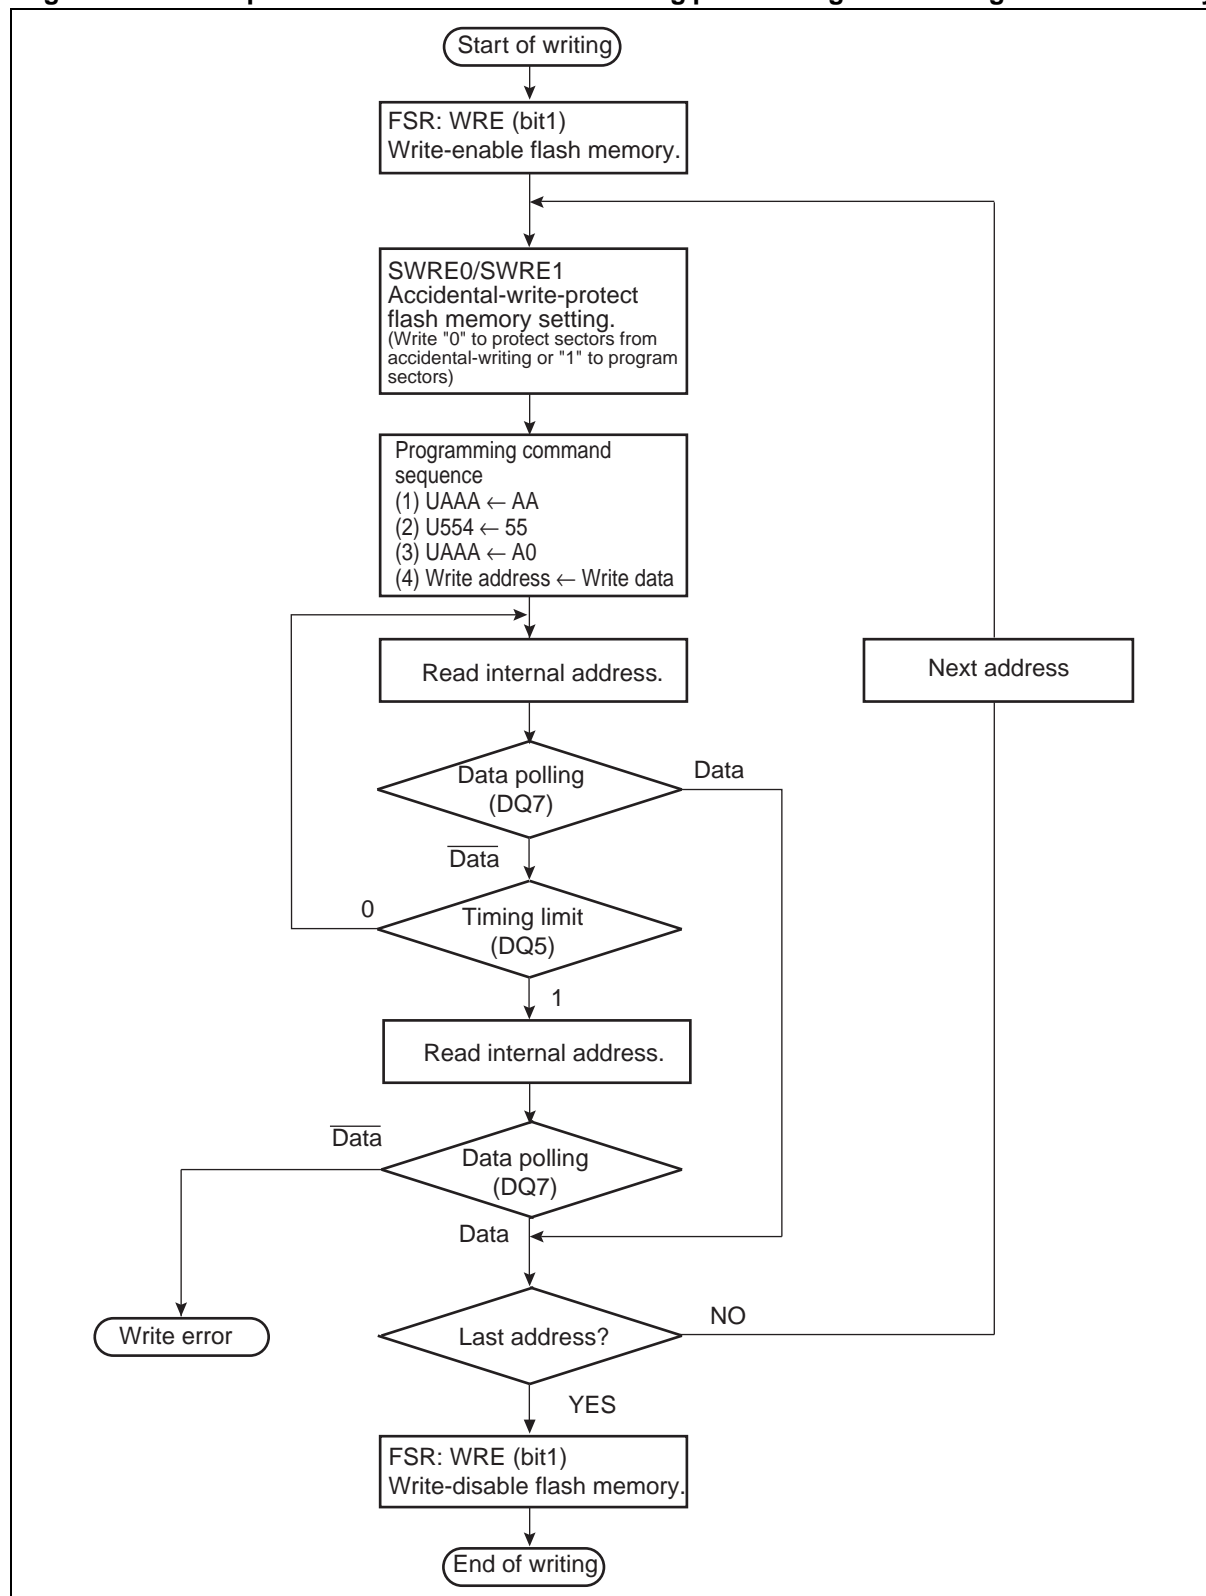 Start of writing
FSR: WRE (bit1)
Write-enable flash memory.
SWRE0/SWRE1
Accidental-write-protect
flash memory setting.
(Write "0" to protect sectors from
accidental-writing or "1" to program
sectors)
Programming command
sequence
(1) UAAA ← AA
(2) U554 ← 55
(3) UAAA ← A0
(4) Write address ← Write data
Read internal address.
Next address
Data polling
(DQ7)
Data
D̅a̅t̅a̅
0
Timing limit
(DQ5)
1
Read internal address.
D̅a̅t̅a̅
Data polling
(DQ7)
Data
Write error
Last address?
NO
YES
FSR: WRE (bit1)
Write-disable flash memory.
End of writing